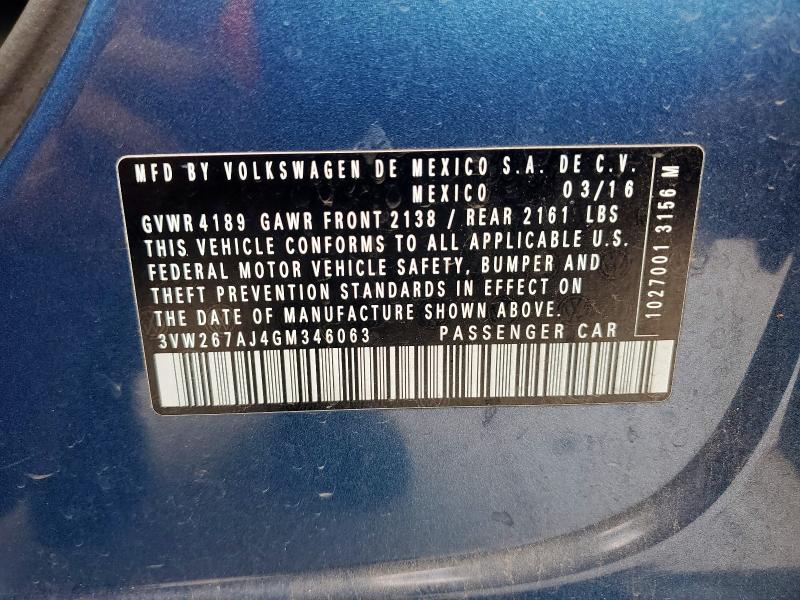 MFD BY VOLKSWAGEN DE MEXICO S.A. DE C.V.
MEXICO 03/16
GVWR 4189 GAWR FRONT 2138 / REAR 2161 LBS
THIS VEHICLE CONFORMS TO ALL APPLICABLE U.S.
FEDERAL MOTOR VEHICLE SAFETY, BUMPER AND
THEFT PREVENTION STANDARDS IN EFFECT ON
THE DATE OF MANUFACTURE SHOWN ABOVE.
3VW267AJ4GM346063 PASSENGER CAR
1027001 3156 M